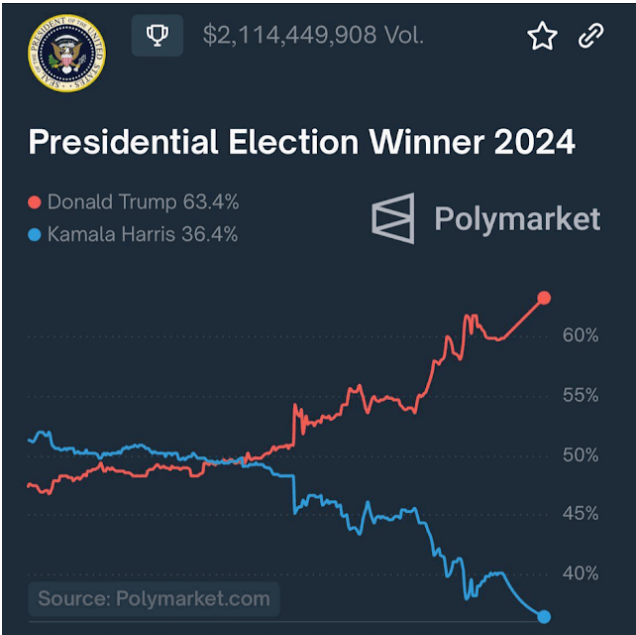 $2,114,449,908 Vol.
Presidential Election Winner 2024
Donald Trump 63.4%
Kamala Harris 36.4%
Polymarket
60%
55%
50%
45%
40%
Source: Polymarket.com